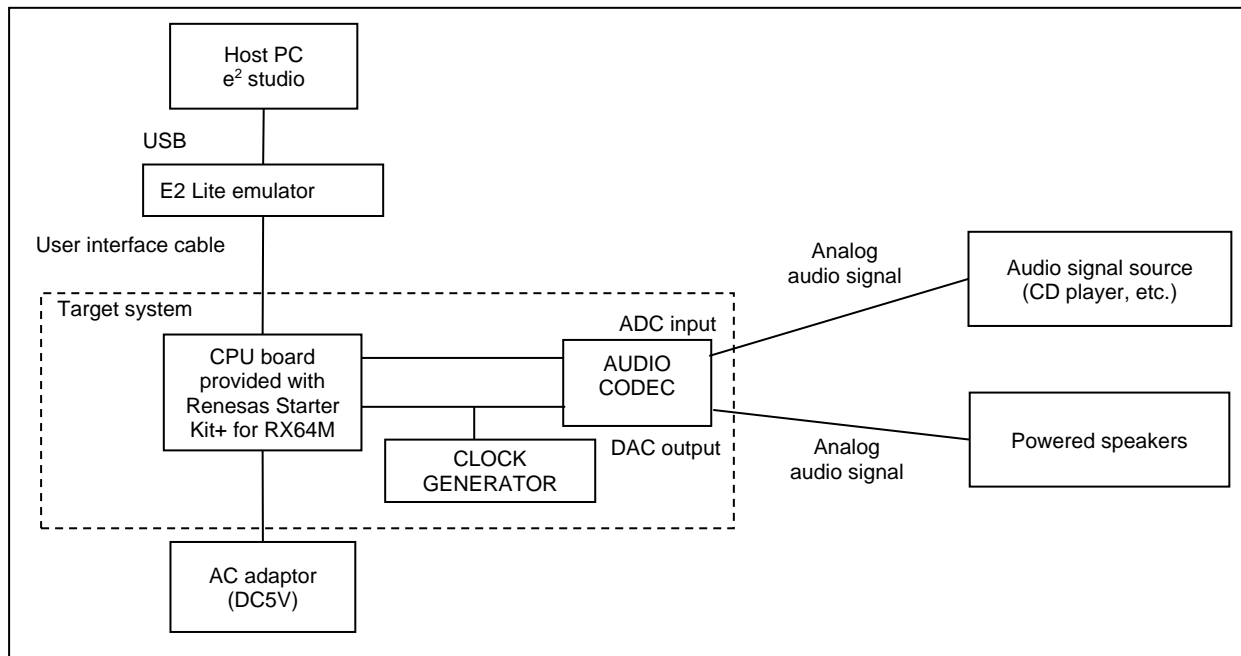 Host PC
e² studio
USB
E2 Lite emulator
User interface cable
Target system
CPU board
provided with
Renesas Starter
Kit+ for RX64M
ADC input
AUDIO
CODEC
DAC output
CLOCK
GENERATOR
Analog
audio signal
Audio signal source
(CD player, etc.)
Analog
audio signal
Powered speakers
AC adaptor
(DC5V)